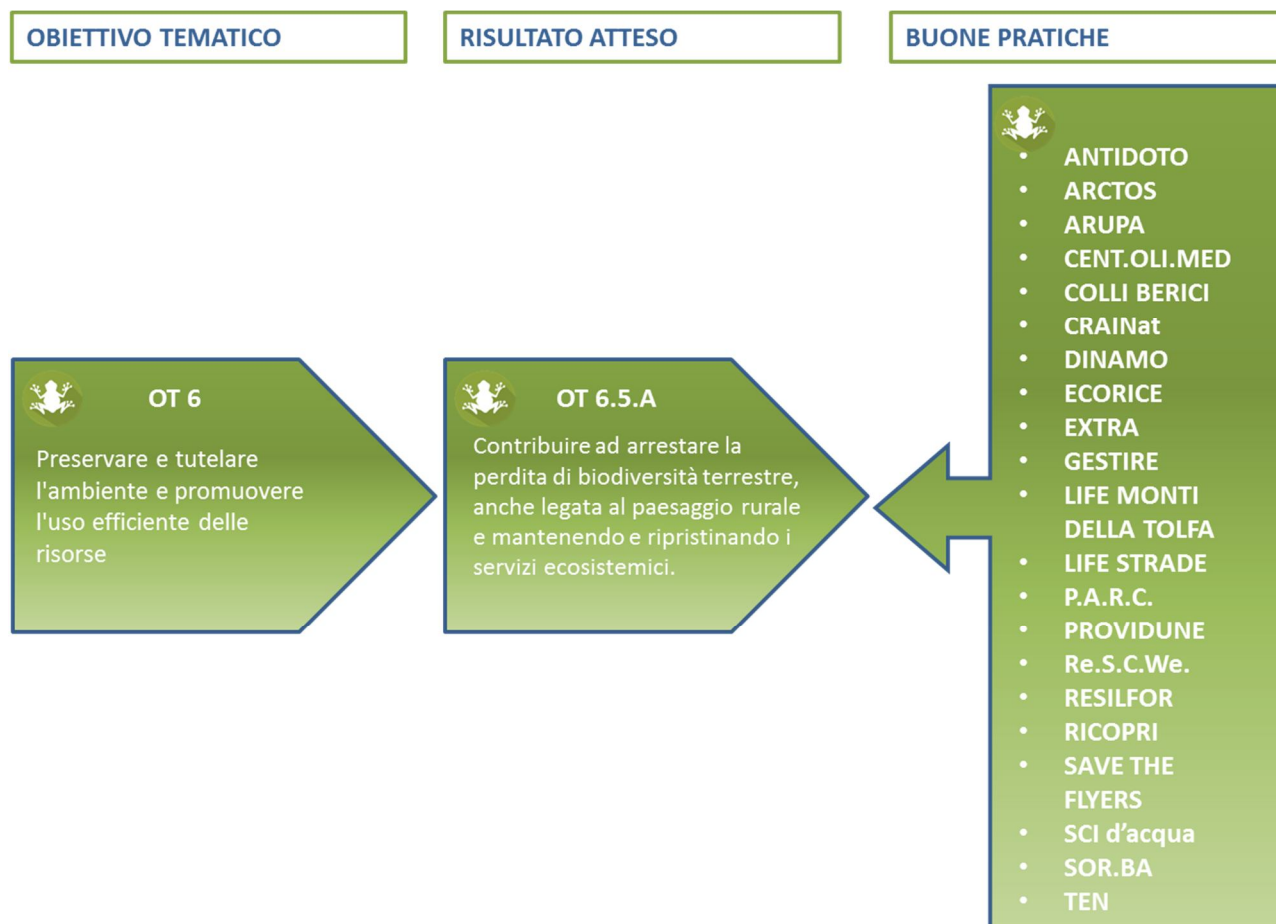 OBIETTIVO TEMATICO
RISULTATO ATTESO
BUONE PRATICHE
OT 6
Preservare e tutelare
l'ambiente e promuovere
l'uso efficiente delle
risorse
OT 6.5.A
Contribuire ad arrestare la
perdita di biodiversità terrestre,
anche legata al paesaggio rurale
e mantenendo e ripristinando i
servizi ecosistemici.
• ANTIDOTO
• ARCTOS
• ARUPA
• CENT.OLI.MED
• COLLI BERICI
• CRAINat
• DINAMO
• ECORICE
• EXTRA
• GESTIRE
• LIFE MONTI
DELLA TOLFA
• LIFE STRADE
• P.A.R.C.
• PROVIDUNE
• Re.S.C.We.
• RESILFOR
• RICOPRI
• SAVE THE
FLYERS
• SCI d’acqua
• SOR.BA
• TEN